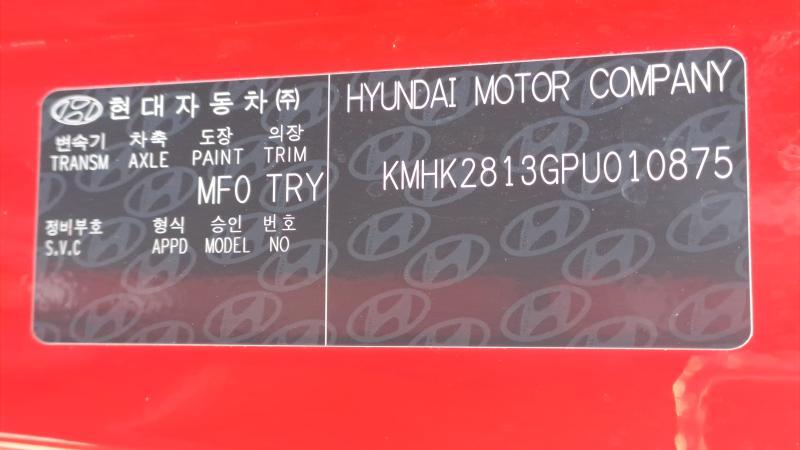 현대자동차(주)
변속기 차축 도장 의장
TRANSM AXLE PAINT TRIM
MF0 TRY
정비부호 형식 승인 번호
S.V.C APPD MODEL NO
HYUNDAI MOTOR COMPANY
KMHK2813GPU010875